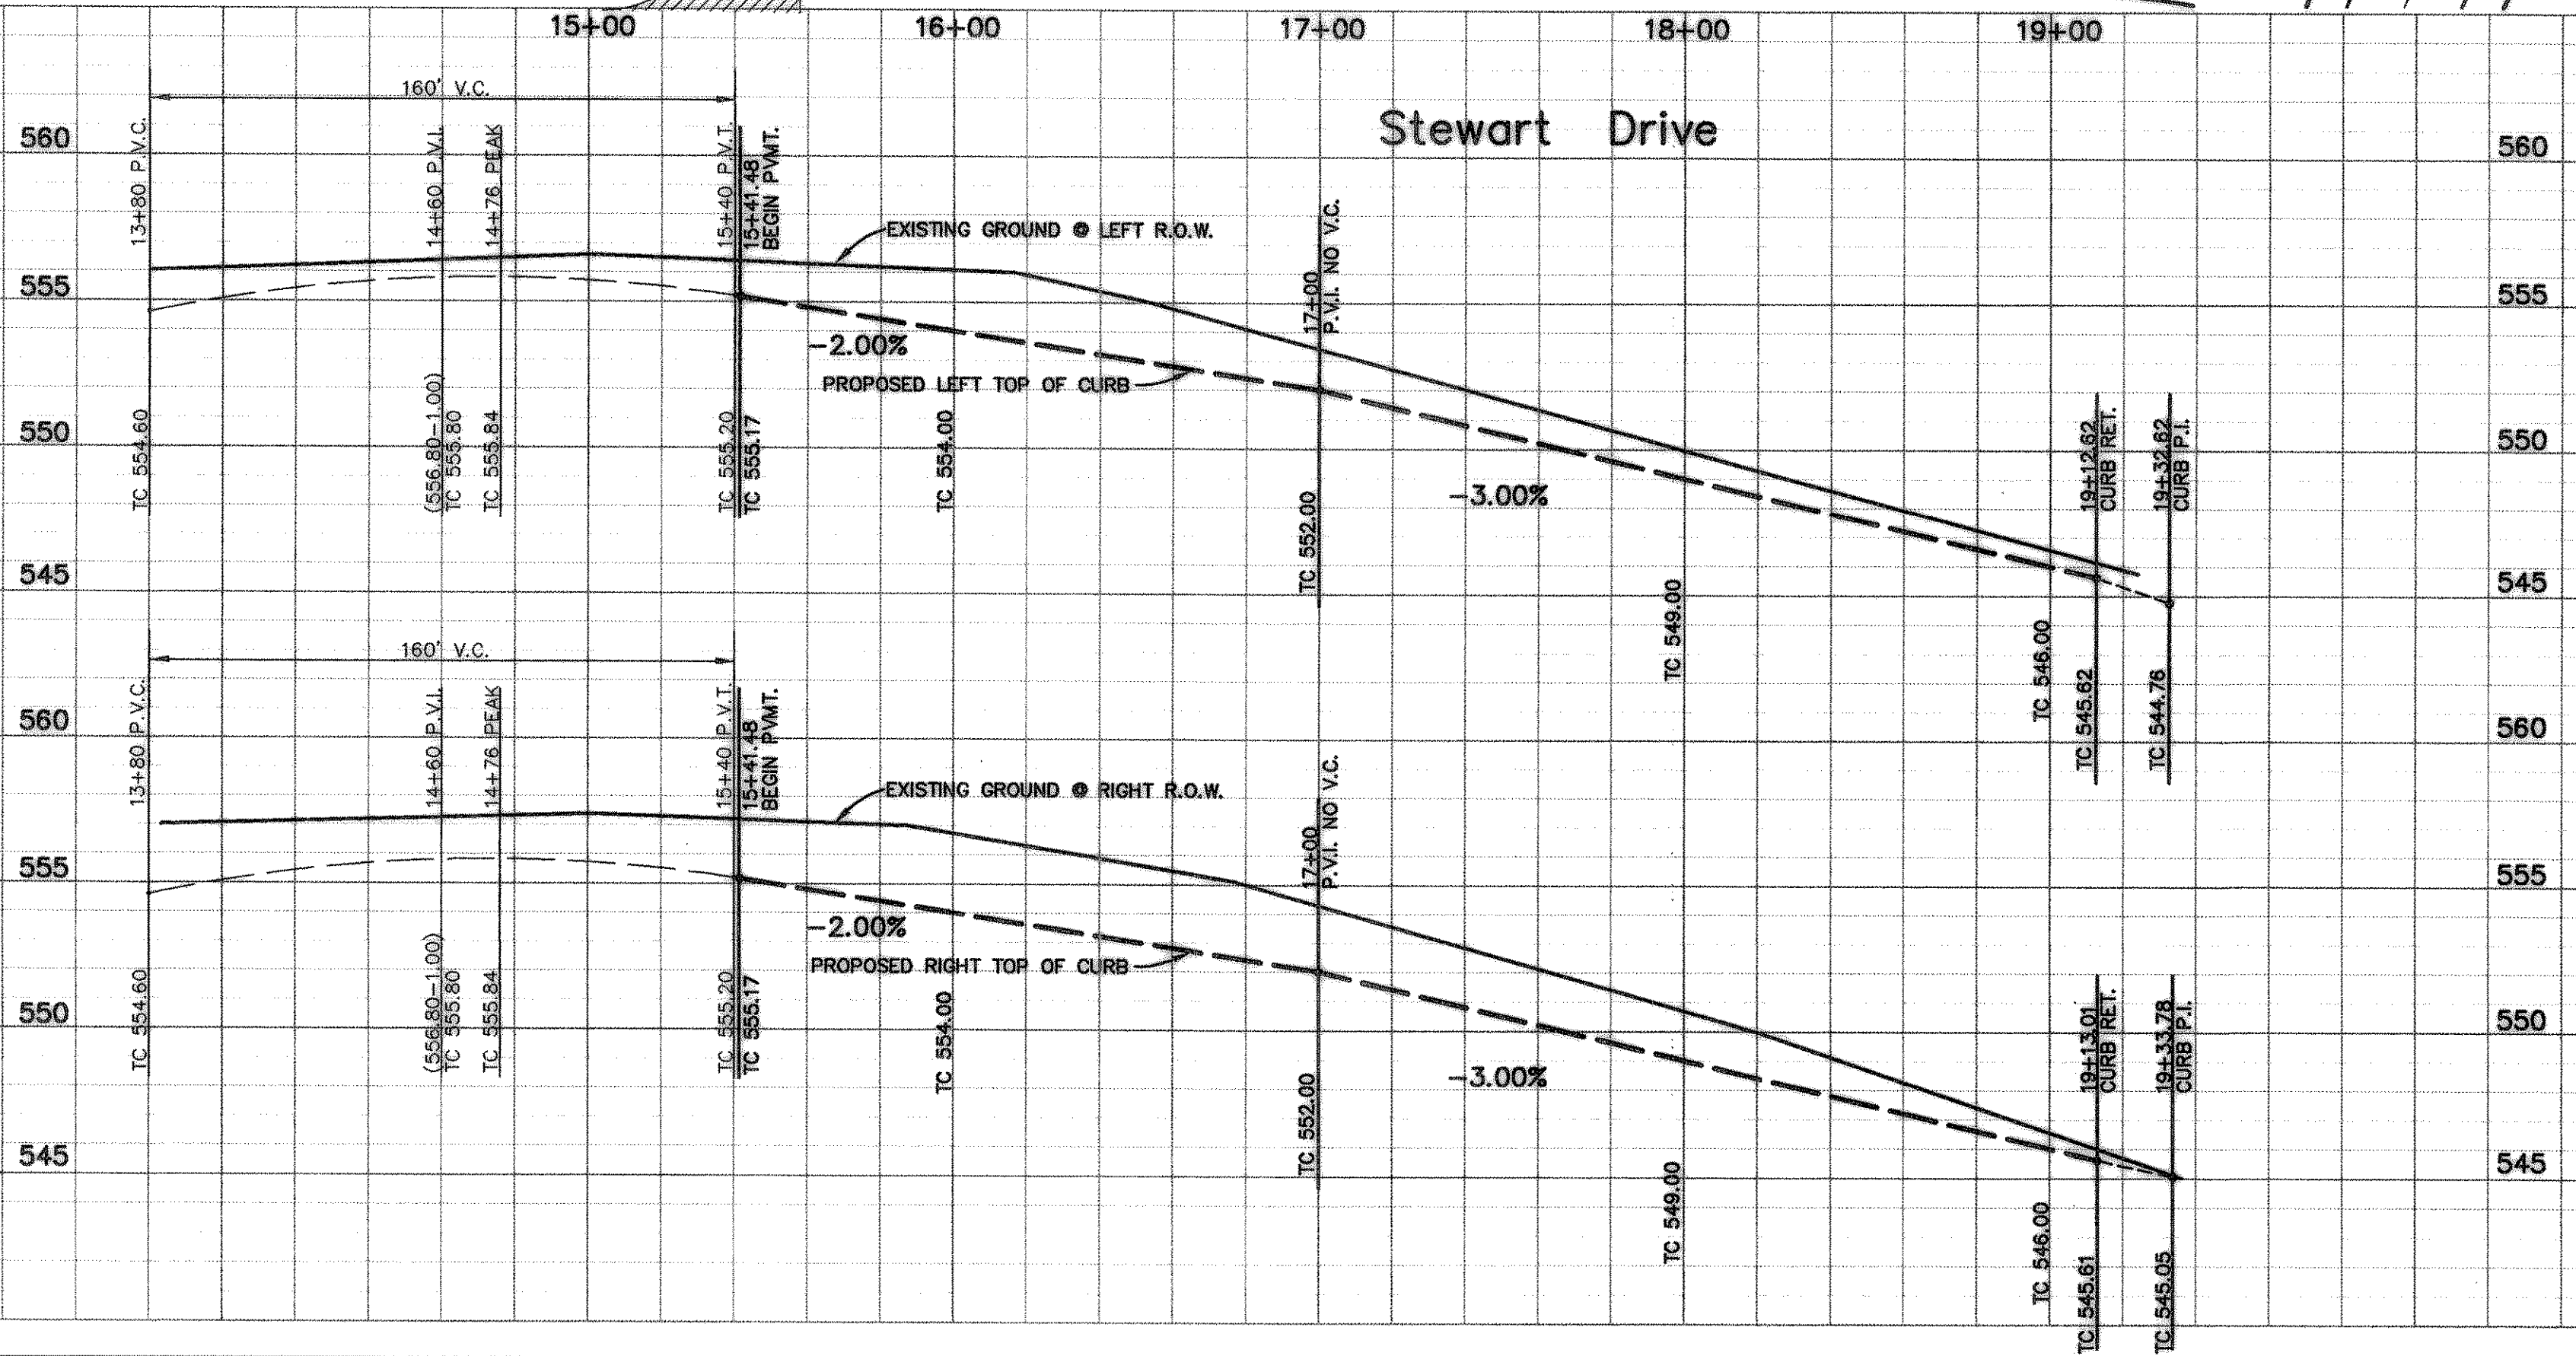 15+00 16+00 17+00 18+00 19+00
Stewart Drive
160' V.C.
13+80 P.V.C.
14+60 P.V.I.
14+76 PEAK
15+40 P.V.T.
15+41.48
BEGIN PVMT.
EXISTING GROUND @ LEFT R.O.W.
17+00
P.V.I. NO V.C.
560 560
555 555
550 550
545 545
-2.00%
PROPOSED LEFT TOP OF CURB
-3.00%
TC 554.60
(556.80-1.00)
TC 555.80
TC 555.84
TC 555.20
TC 555.17
TC 554.00
TC 552.00
TC 549.00
TC 546.00
19+12.62
CURB RET.
19+32.62
CURB P.I.
TC 545.62
TC 544.76
160' V.C.
13+80 P.V.C.
14+60 P.V.I.
14+76 PEAK
15+40 P.V.T.
15+41.48
BEGIN PVMT.
EXISTING GROUND @ RIGHT R.O.W.
17+00
P.V.I. NO V.C.
560 560
555 555
550 550
545 545
-2.00%
PROPOSED RIGHT TOP OF CURB
-3.00%
TC 554.60
(556.80-1.00)
TC 555.80
TC 555.84
TC 555.20
TC 555.17
TC 554.00
TC 552.00
TC 549.00
TC 546.00
19+13.01
CURB RET.
19+33.78
CURB P.I.
TC 545.61
TC 545.05